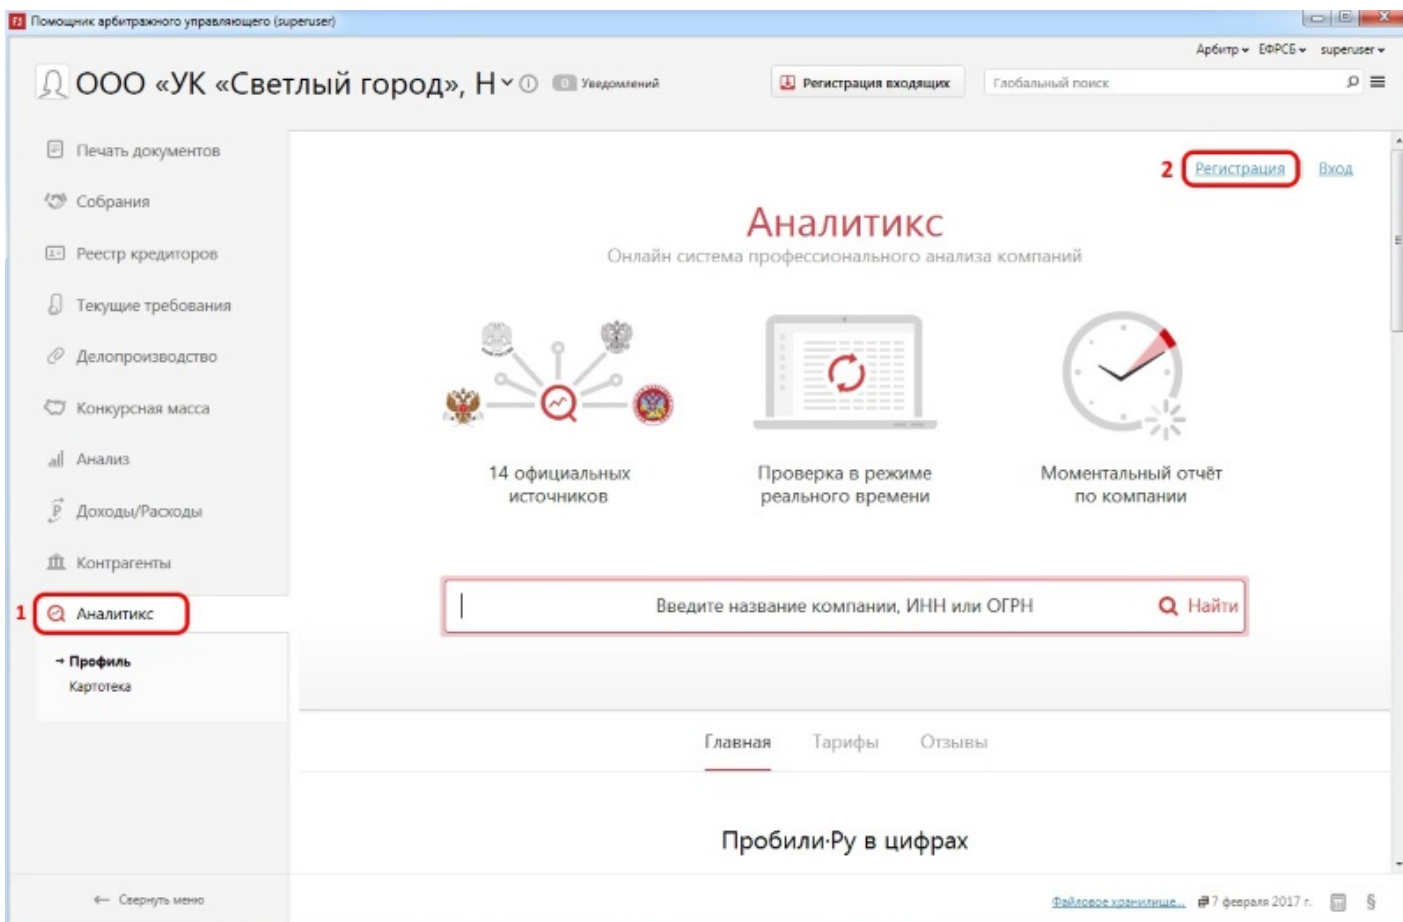 Помощник арбитражного управляющего (superuser)
Арбитр ЕФРСБ superuser
ООО «УК «Светлый город», Н 0 Уведомлений Регистрация входящих Глобальный поиск
Печать документов
Собрания
Реестр кредиторов
Текущие требования
Делопроизводство
Конкурсная масса
Анализ
Доходы/Расходы
Контрагенты
1 Аналитикс
→ Профиль
Картотека
← Свернуть меню
2 Регистрация Вход
Аналитикс
Онлайн система профессионального анализа компаний
14 официальных
источников
Проверка в режиме
реального времени
Моментальный отчёт
по компании
Введите название компании, ИНН или ОГРН Найти
Главная Тарифы Отзывы
Пробили·Ру в цифрах
Файловое хранилище... 7 февраля 2017 г. §